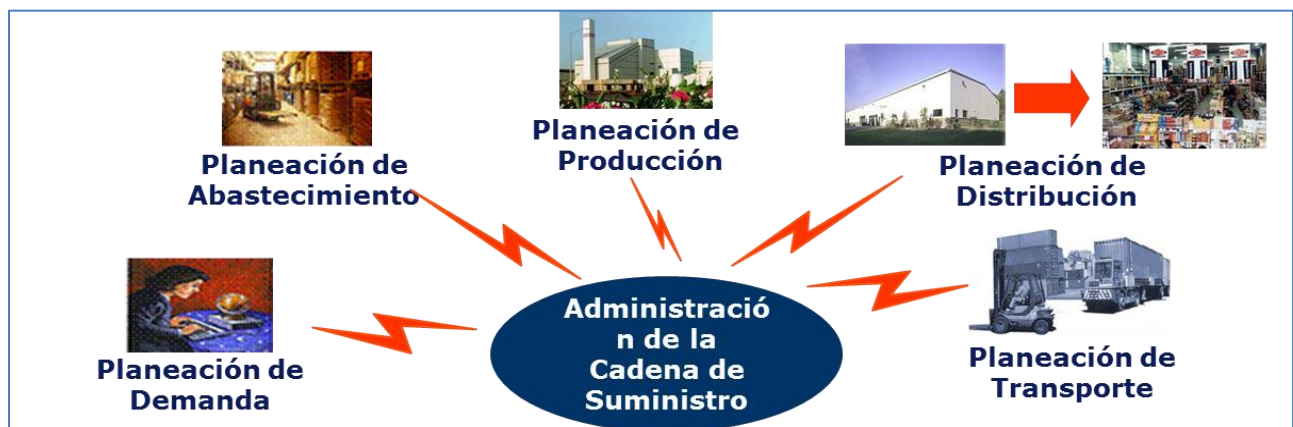 Planeación de
Abastecimiento
Planeación de
Producción
Planeación de
Distribución
Planeación de
Demanda
Administració
n de la
Cadena de
Suministro
Planeación de
Transporte